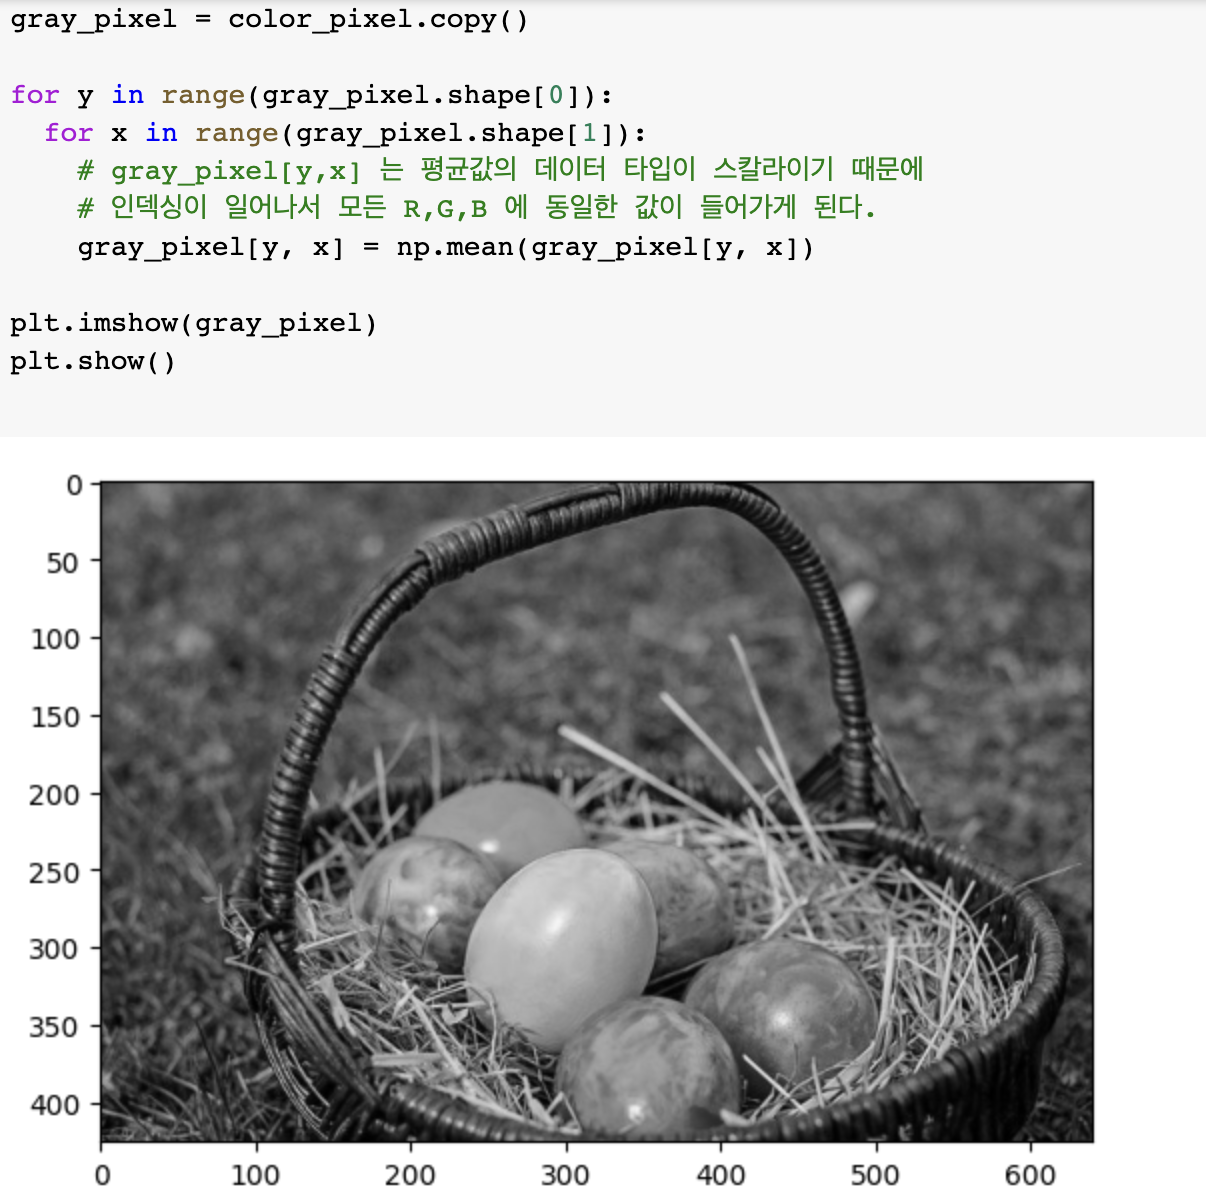 gray_pixel = color_pixel.copy()
for y in range(gray_pixel.shape[0]):
for x in range(gray_pixel.shape[1]):
# gray_pixel[y,x] 는 평균값의 데이터 타입이 스칼라이기 때문에
# 인덱싱이 일어나서 모든 R,G,B 에 동일한 값이 들어가게 된다.
gray_pixel[y, x] = np.mean(gray_pixel[y, x])
plt.imshow(gray_pixel)
plt.show()
0
50
100
150
200
250
300
350
400
0 100 200 300 400 500 600